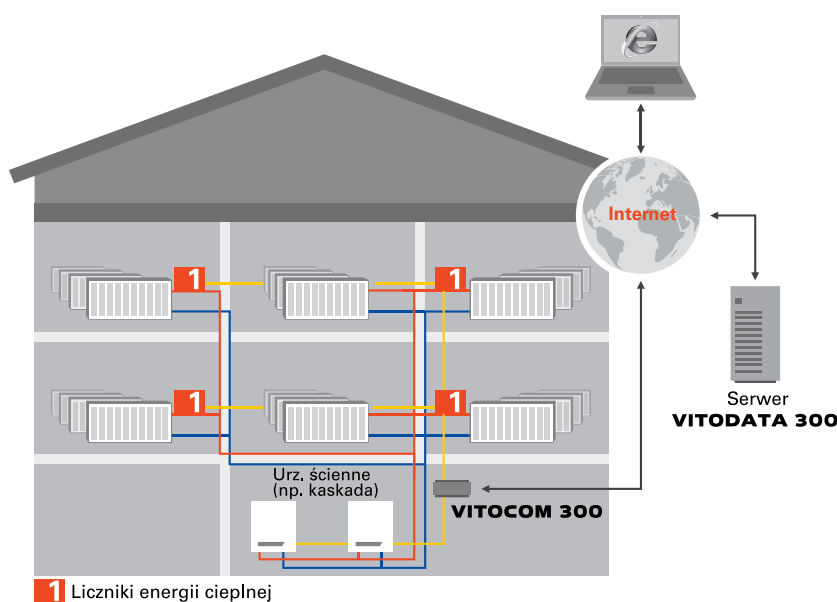 Internet
1
1
1
1
Serwer
VITODATA 300
Urz. ścienne
(np. kaskada)
VITOCOM 300
1 Liczniki energii cieplnej